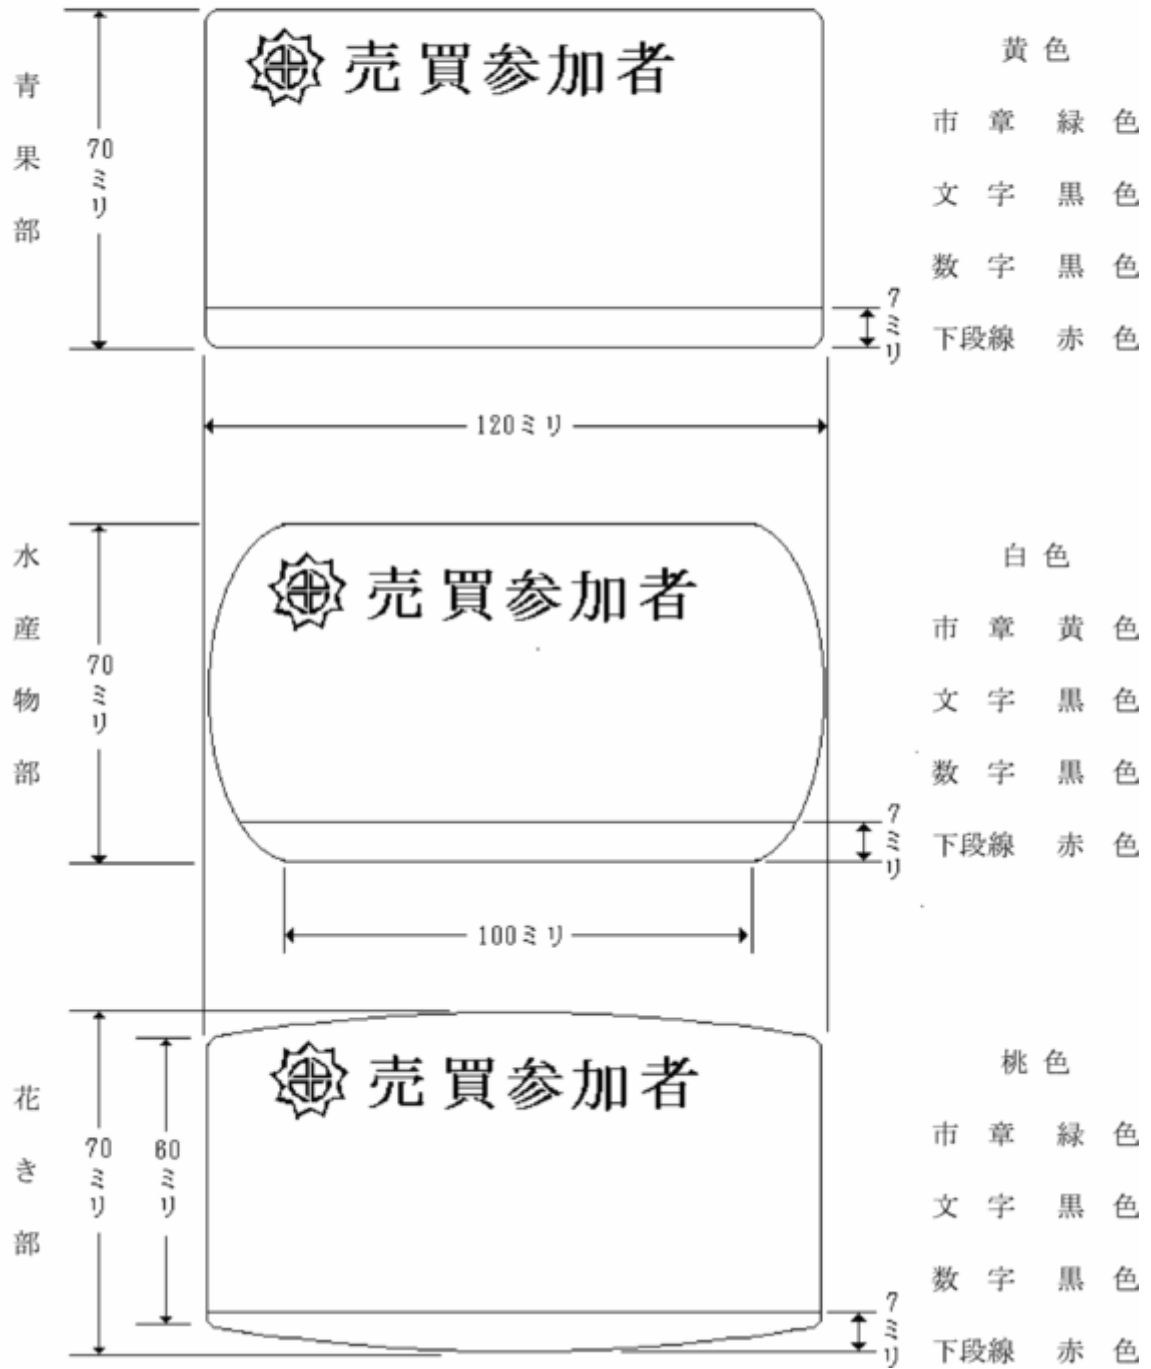 青果部
70ミリ
売買参加者
7ミリ
黄色
市章 緑色
文字 黒色
数字 黒色
下段線 赤色
120ミリ
水産物部
70ミリ
売買参加者
7ミリ
白色
市章 黄色
文字 黒色
数字 黒色
下段線 赤色
100ミリ
花き部
70ミリ
60ミリ
売買参加者
7ミリ
桃色
市章 緑色
文字 黒色
数字 黒色
下段線 赤色